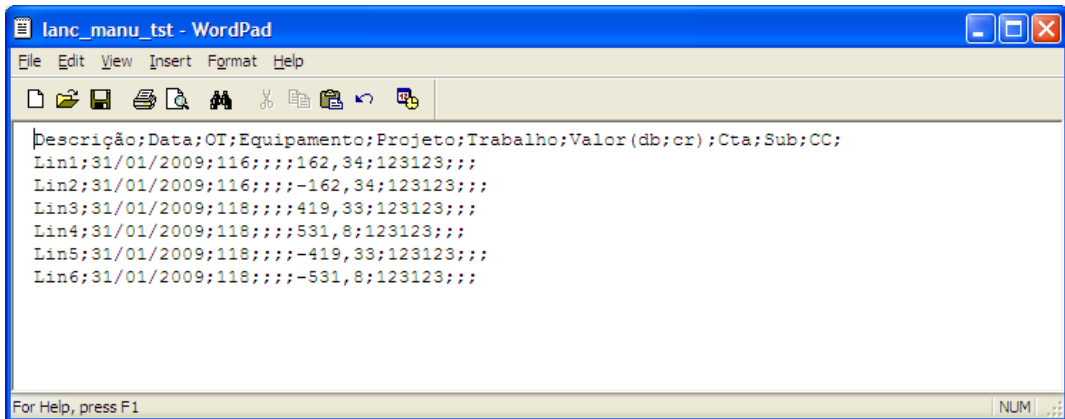 lanc_manu_tst - WordPad
File Edit View Insert Format Help
Descrição;Data;OT;Equipamento;Projeto;Trabalho;Valor(db;cr);Cta;Sub;CC;
Lin1;31/01/2009;116;;;;162,34;123123;;;
Lin2;31/01/2009;116;;;;-162,34;123123;;;
Lin3;31/01/2009;118;;;;419,33;123123;;;
Lin4;31/01/2009;118;;;;531,8;123123;;;
Lin5;31/01/2009;118;;;;-419,33;123123;;;
Lin6;31/01/2009;118;;;;-531,8;123123;;;
For Help, press F1 NUM